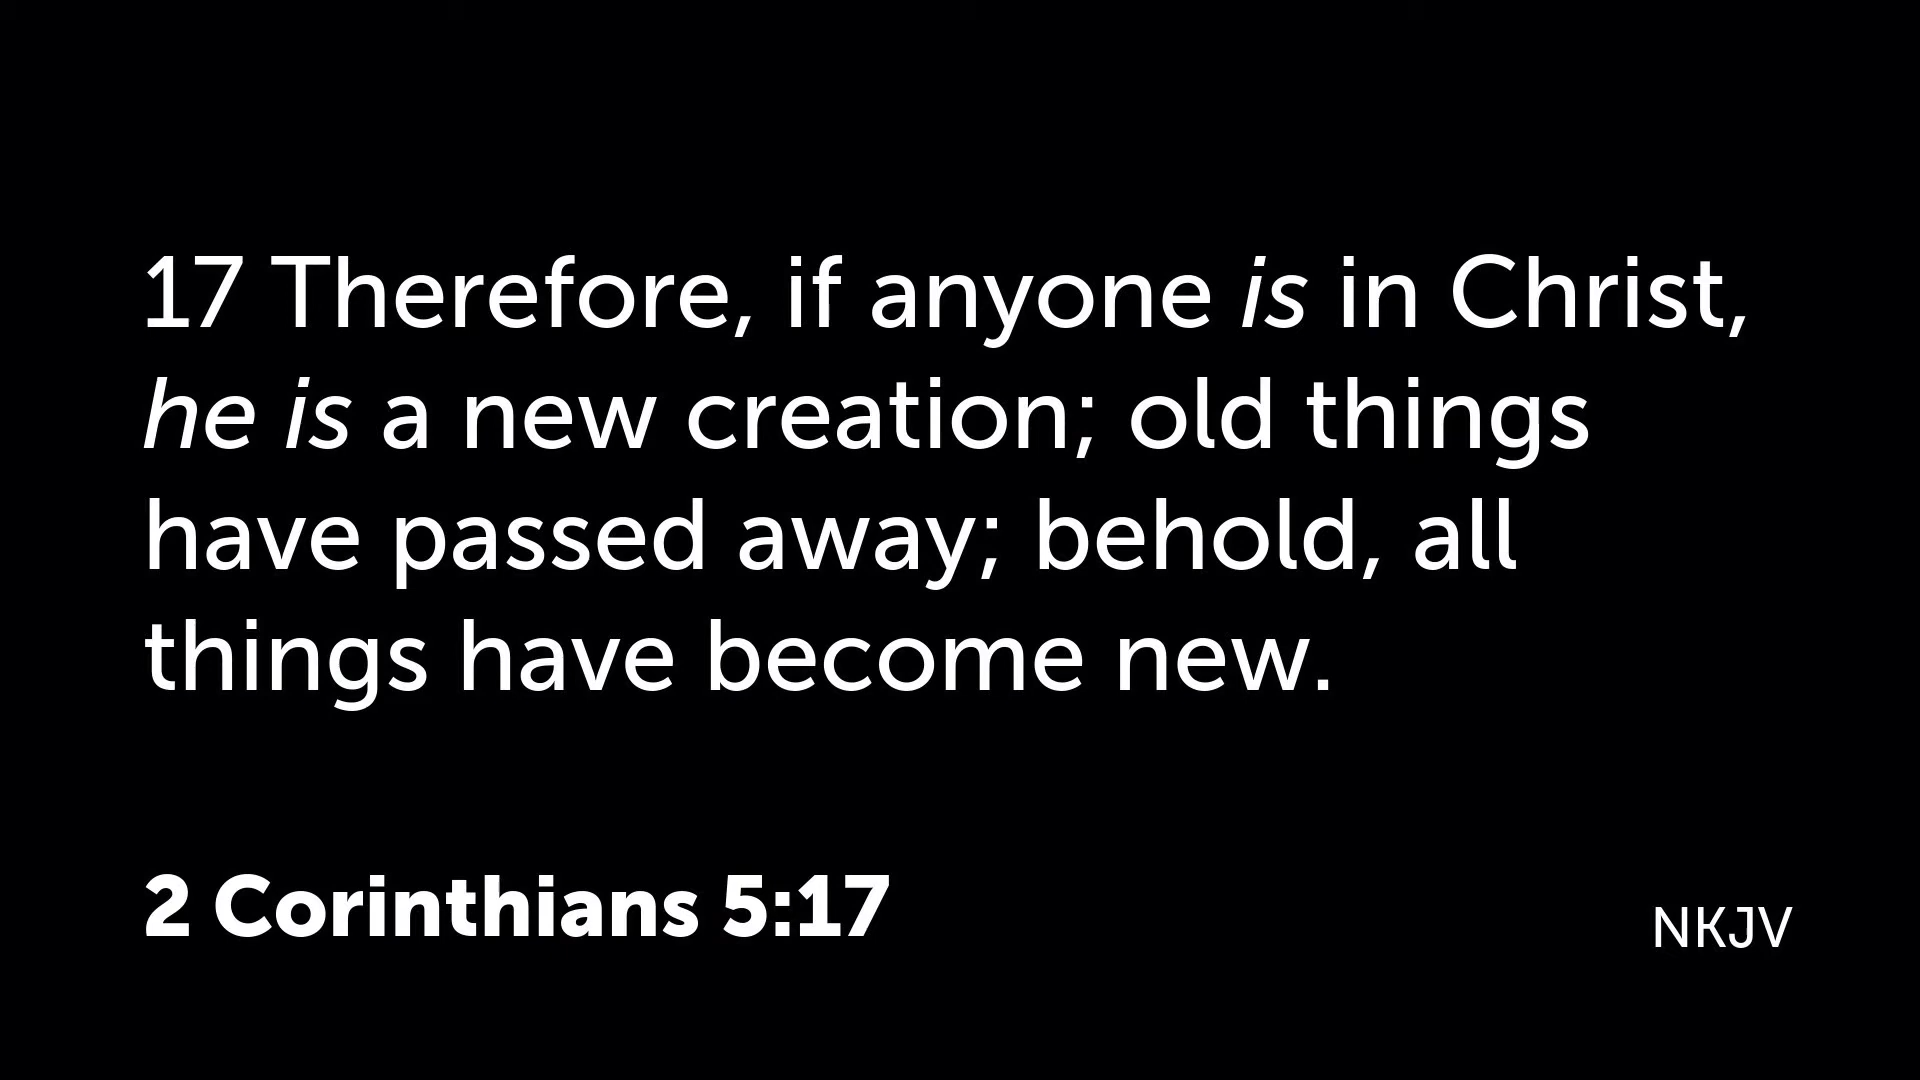 17 Therefore, if anyone is in Christ,
he is a new creation; old things
have passed away; behold, all
things have become new.
2 Corinthians 5:17
NKJV